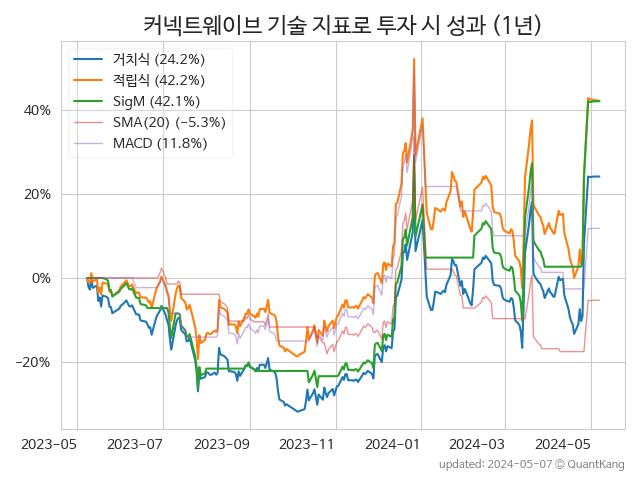 커넥트웨이브 기술 지표로 투자 시 성과 (1년)
거치식 (24.2%)
적립식 (42.2%)
SigM (42.1%)
SMA(20) (−5.3%)
MACD (11.8%)
40%
20%
0%
−20%
2023−05 2023−07 2023−09 2023−11 2024−01 2024−03 2024−05
updated: 2024−05−07 © QuantKang